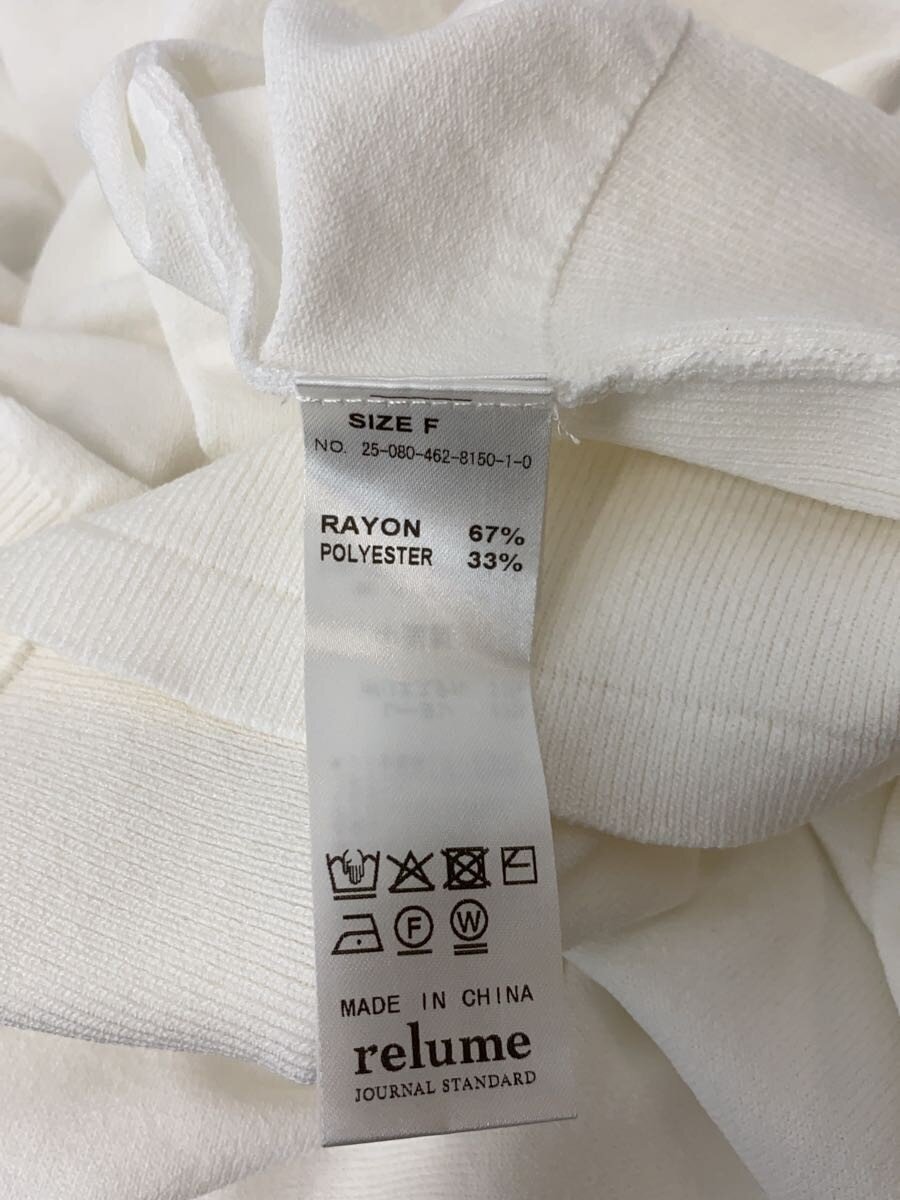 SIZE F
NO. 25-080-462-8150-1-0
RAYON 67%
POLYESTER 33%
F W
MADE IN CHINA
relume
JOURNAL STANDARD